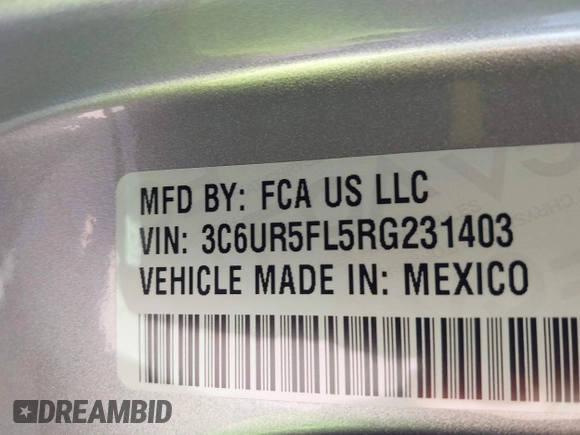 MFD BY: FCA US LLC
VIN: 3C6UR5FL5RG231403
VEHICLE MADE IN: MEXICO
DREAMBID